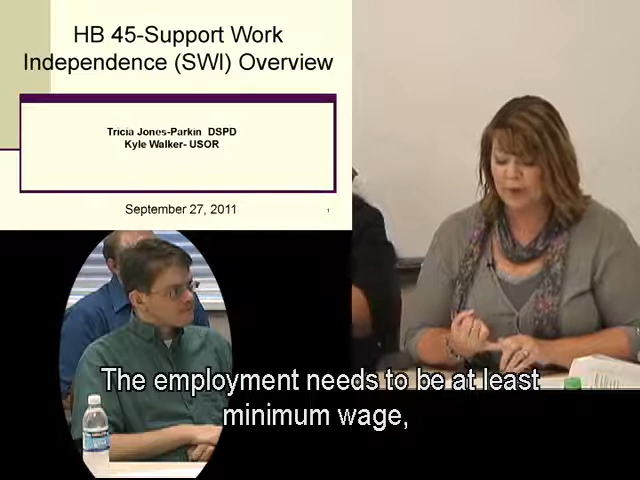 HB 45-Support Work
Independence (SWI) Overview
Tricia Jones-Parkin  DSPD
Kyle Walker- USOR
September 27, 2011
1
The employment needs to be at least
minimum wage,